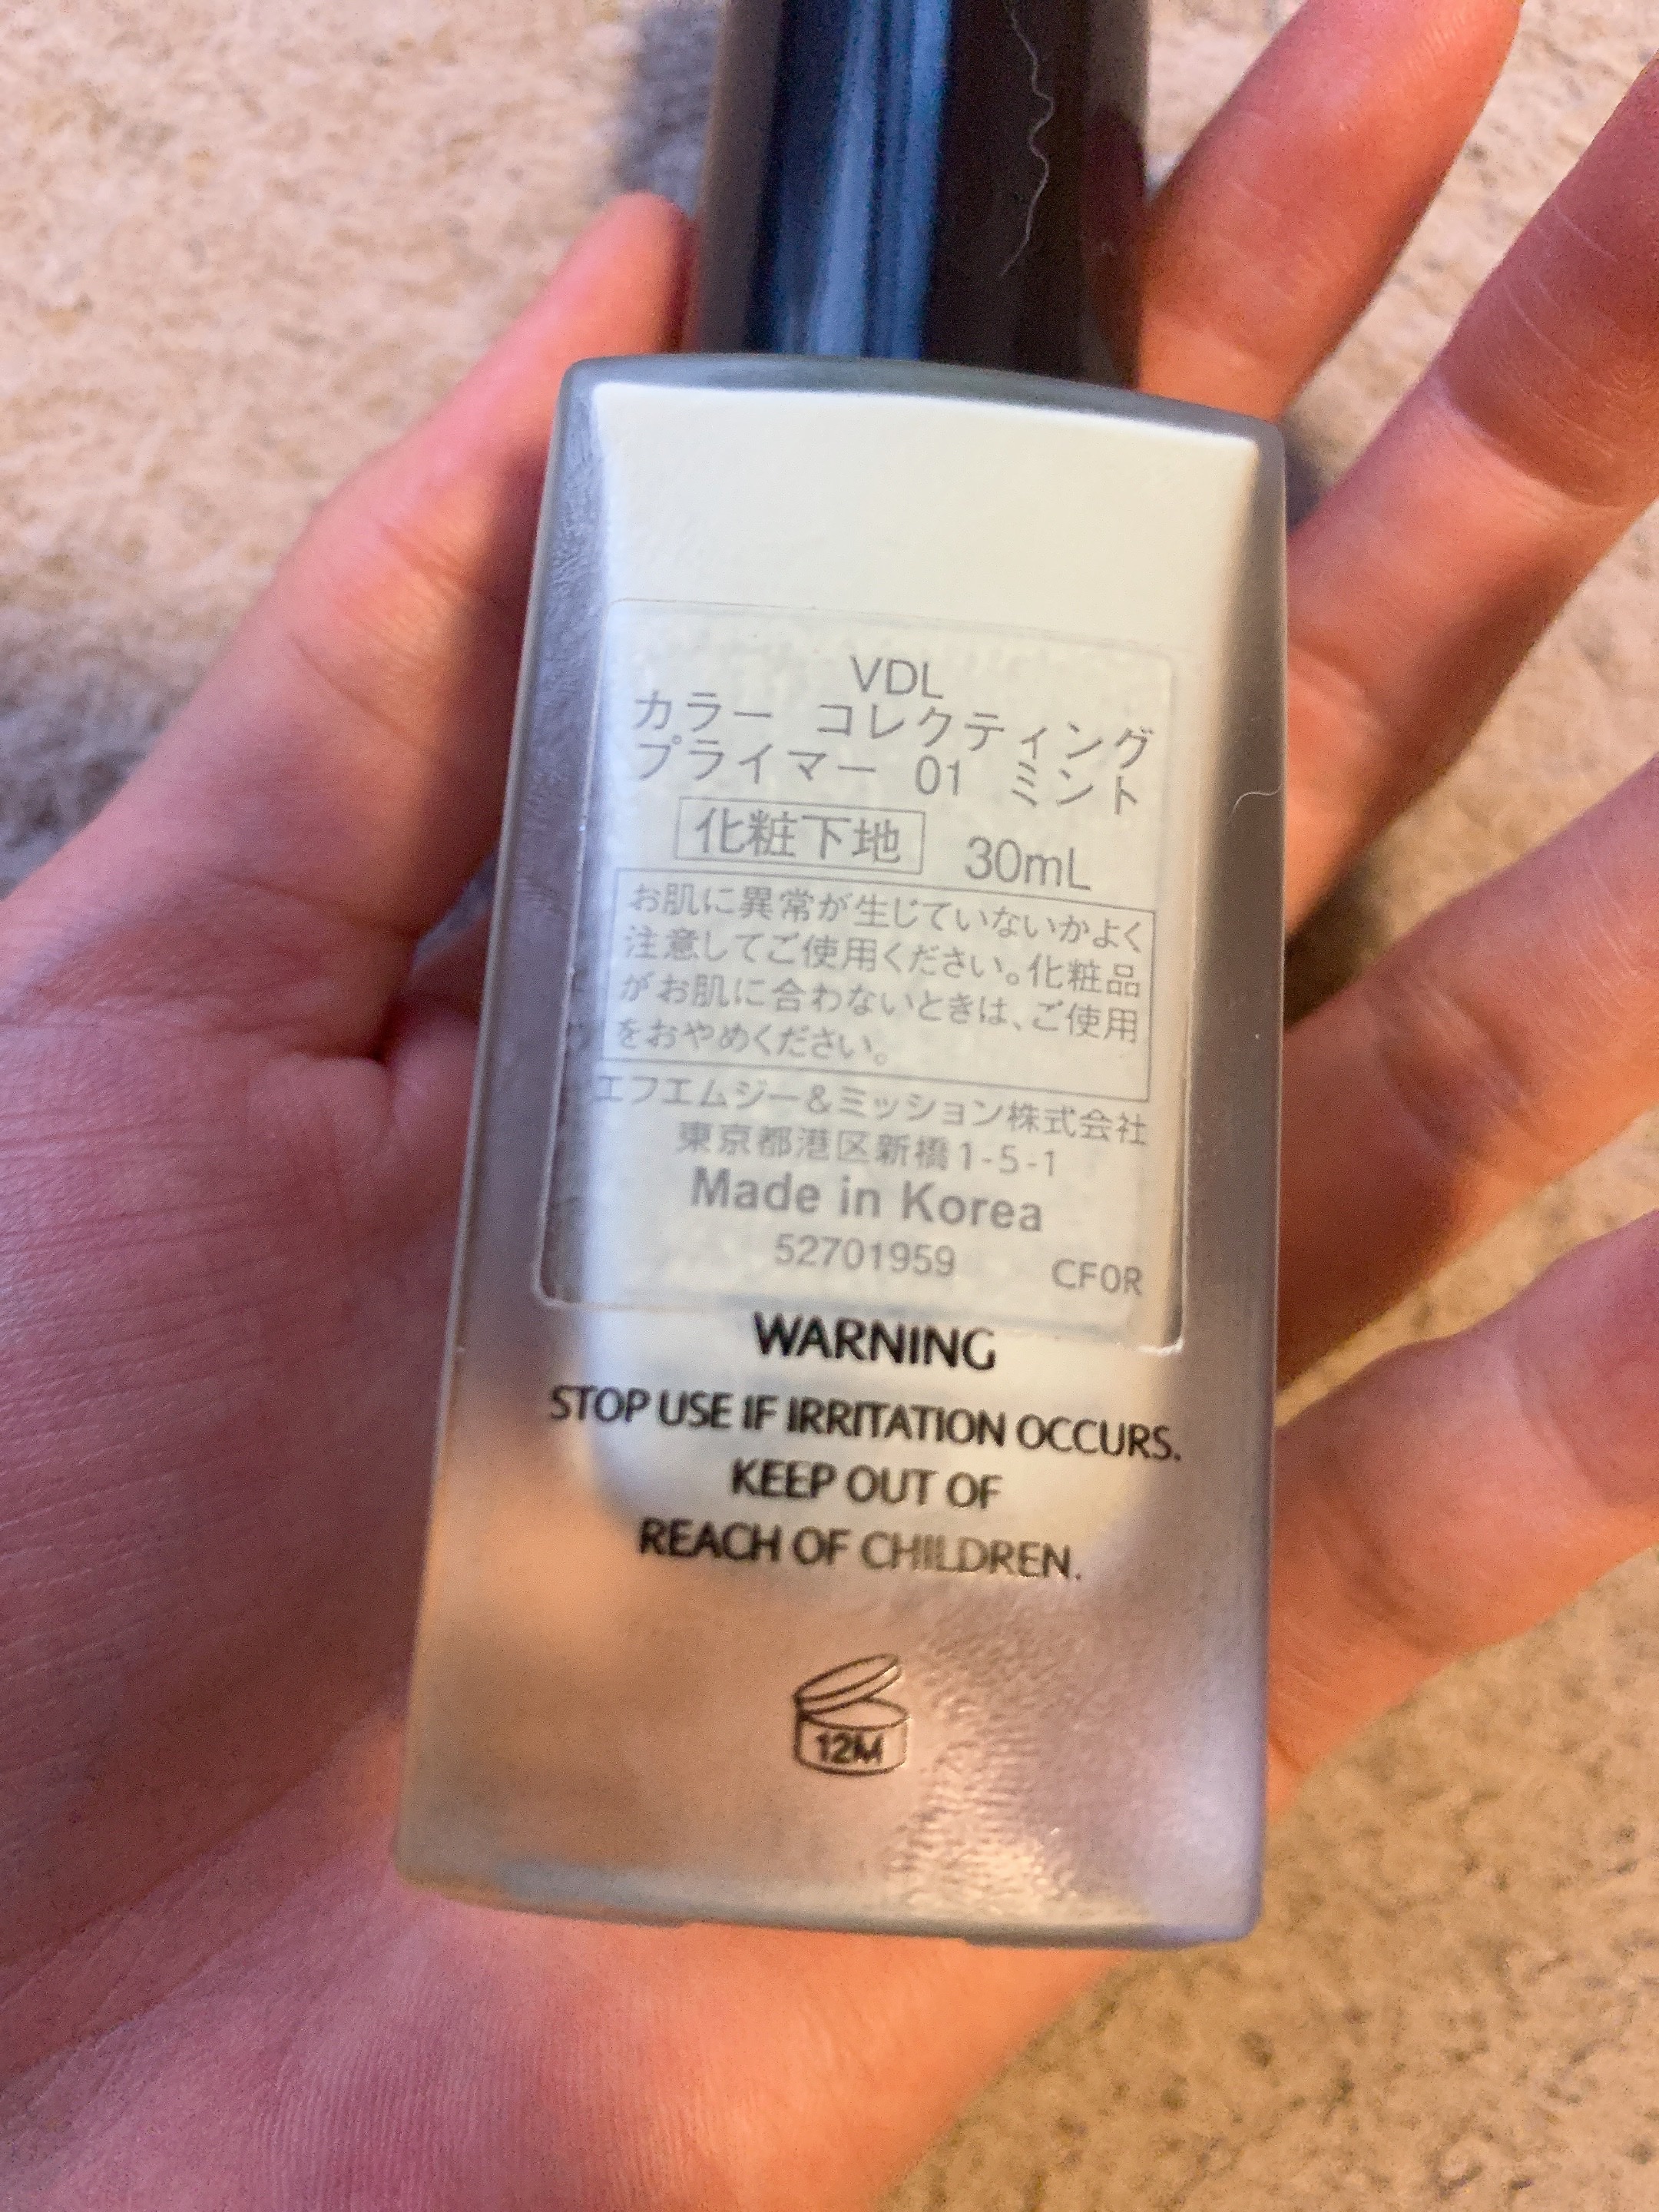 VDL
カラー コレクティング
プライマー 01 ミント
化粧下地 30mL
お肌に異常が生じていないかよく
注意してご使用ください。化粧品
がお肌に合わないときは、ご使用
をおやめください。
エフエムジー&ミッション株式会社
東京都港区新橋1-5-1
Made in Korea
52701959 CF0R
WARNING
STOP USE IF IRRITATION OCCURS.
KEEP OUT OF
REACH OF CHILDREN.
12M